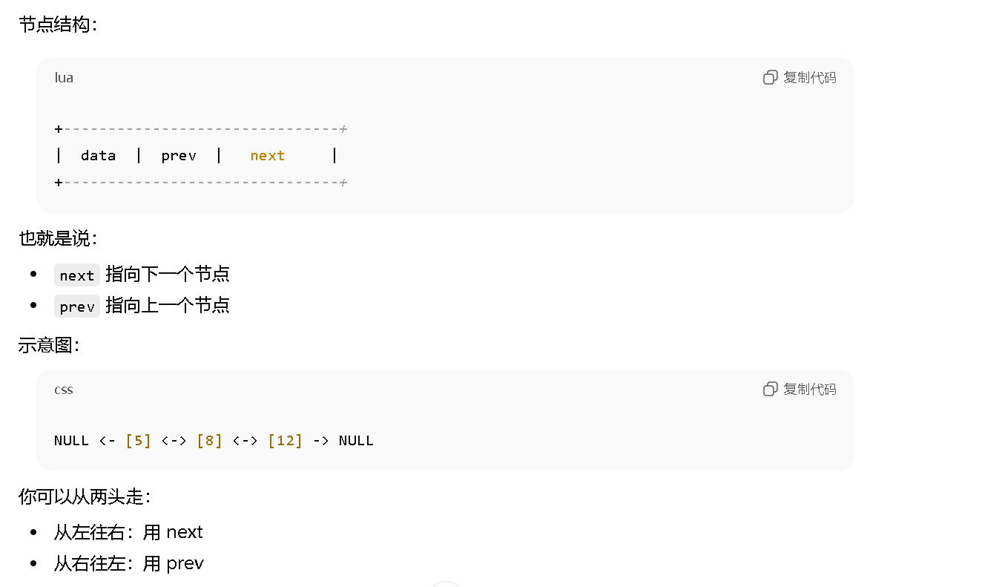 节点结构：
lua
复制代码
+-------------------------------+
|  data  |  prev  |   next     |
+-------------------------------+
也就是说：
• next 指向下一个节点
• prev 指向上一个节点
示意图：
css
复制代码
NULL <- [5] <-> [8] <-> [12] -> NULL
你可以从两头走：
• 从左往右：用 next
• 从右往左：用 prev